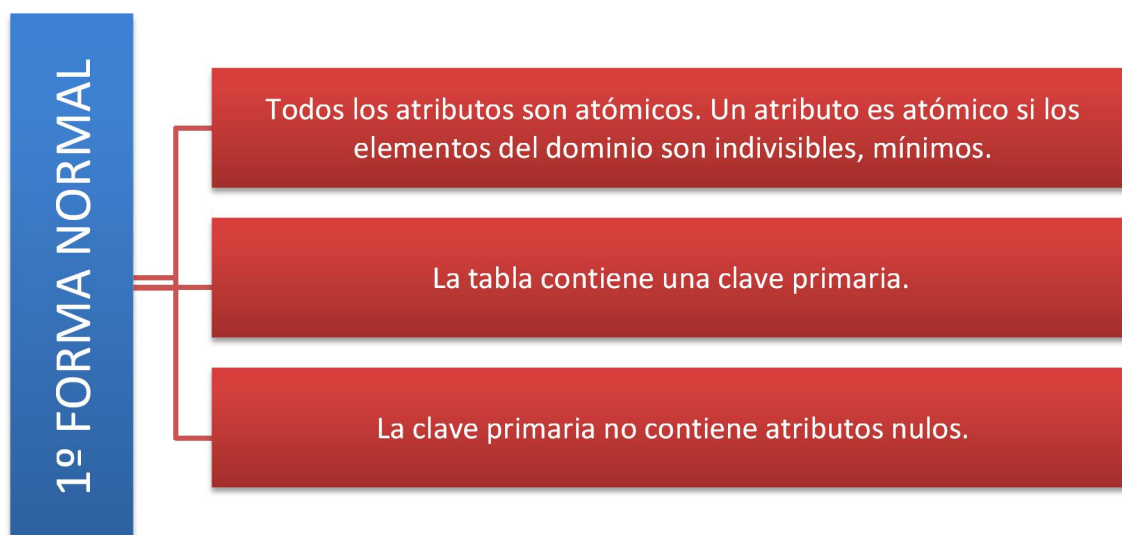 1º FORMA NORMAL
Todos los atributos son atómicos. Un atributo es atómico si los
elementos del dominio son indivisibles, mínimos.
La tabla contiene una clave primaria.
La clave primaria no contiene atributos nulos.